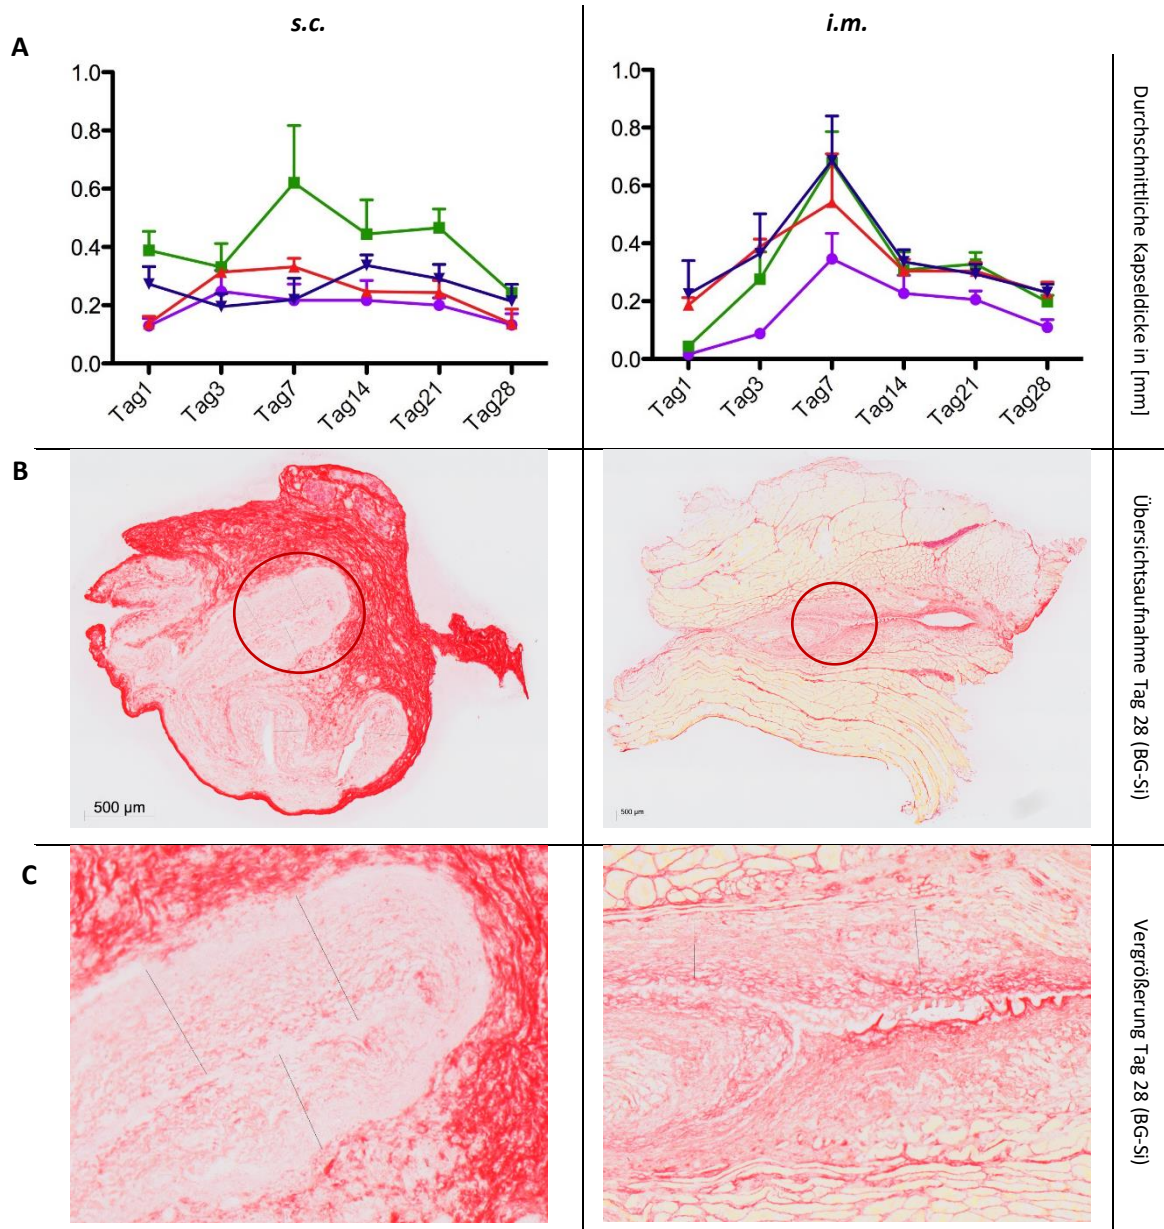 s.c.
i.m.
A
1.0
0.8
0.6
0.4
0.2
0.0
Tag1
Tag3
Tag7
Tag14
Tag21
Tag28
1.0
0.8
0.6
0.4
0.2
0.0
Tag1
Tag3
Tag7
Tag14
Tag21
Tag28
Durchschnittliche Kapseldicke in [mm]
B
500 µm
500 µm
Übersichtsaufnahme Tag 28 (BG-Si)
C
Vergrößerung Tag 28 (BG-Si)